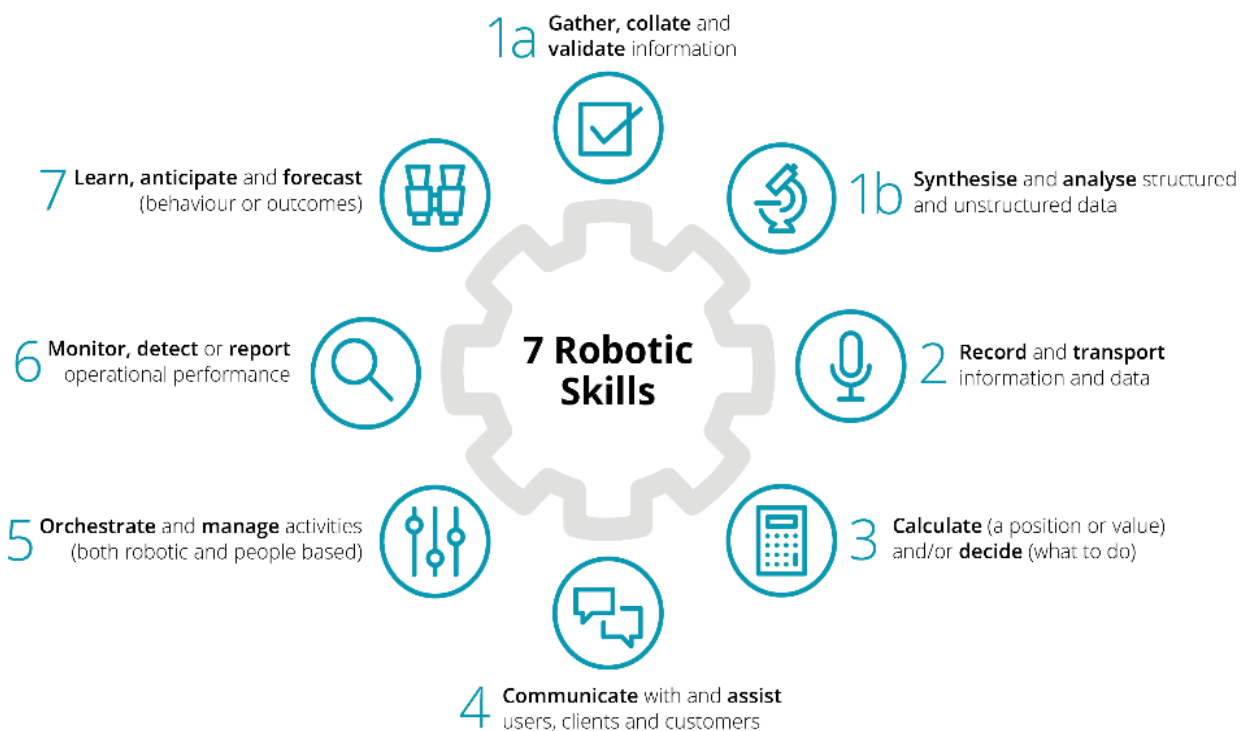 1a Gather, collate and
validate information
1b Synthesise and analyse structured
and unstructured data
2 Record and transport
information and data
3 Calculate (a position or value)
and/or decide (what to do)
4 Communicate with and assist
users, clients and customers
5 Orchestrate and manage activities
(both robotic and people based)
6 Monitor, detect or report
operational performance
7 Learn, anticipate and forecast
(behaviour or outcomes)
7 Robotic
Skills